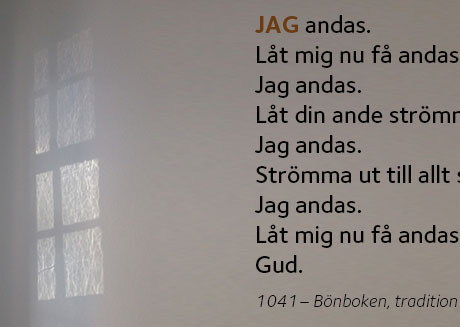 JAG andas.
Låt mig nu få andas
Jag andas.
Låt din ande ström
Jag andas.
Strömma ut till allt s
Jag andas.
Låt mig nu få andas
Gud.
1041 – Bönboken, tradition